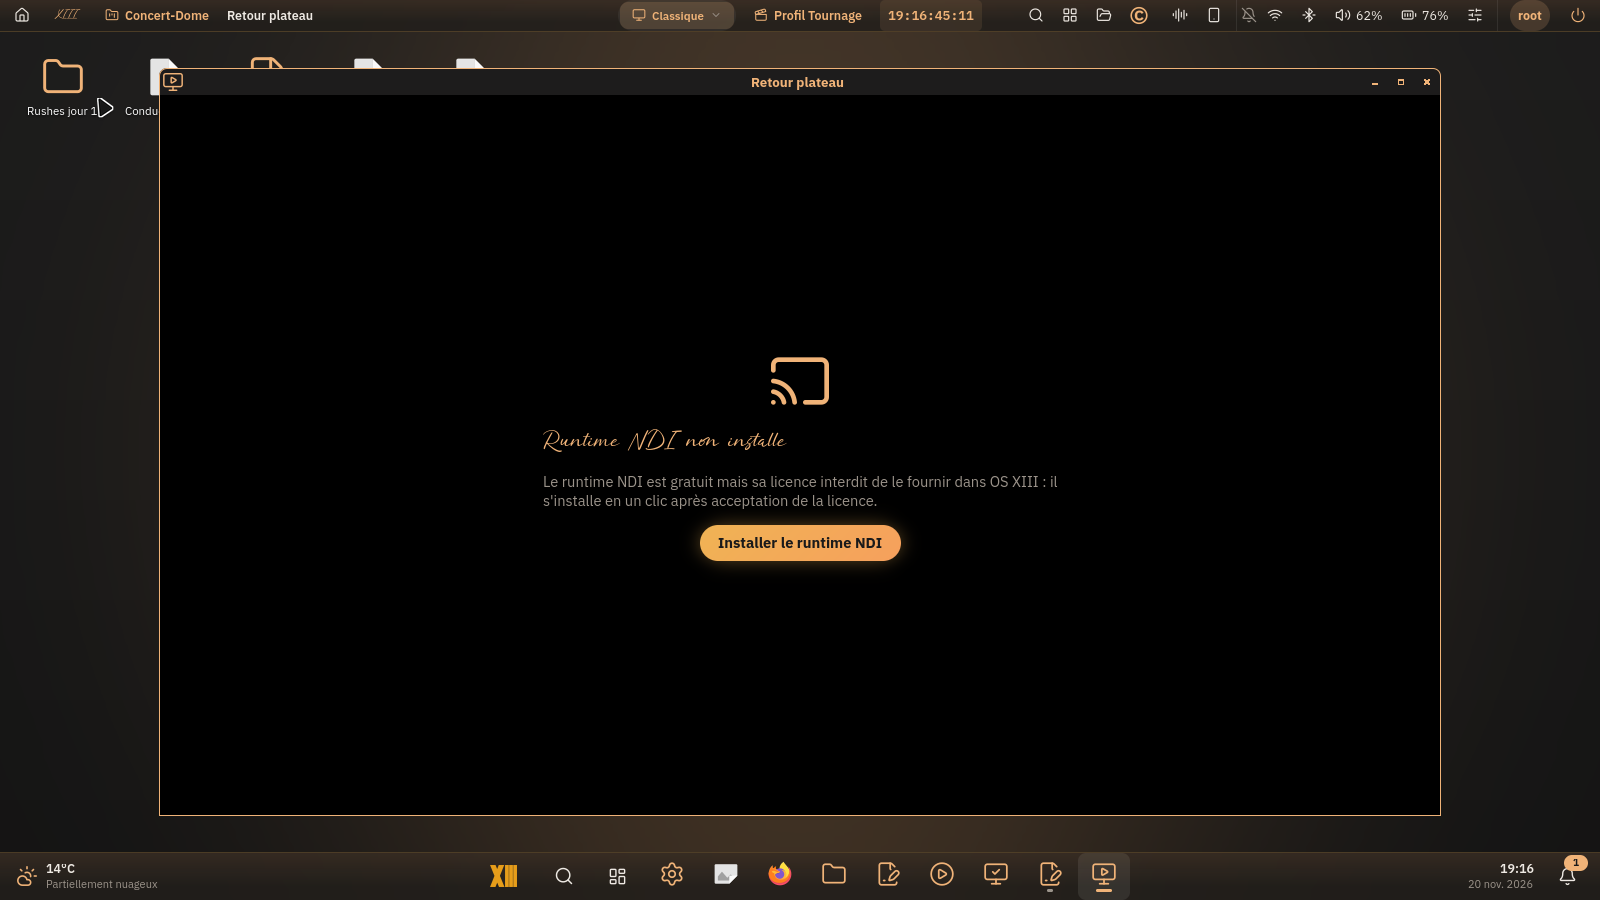 XIII
Concert-Dome
Retour plateau
Classique
Profil Tournage
19:16:45:11
62%
76%
root
Rushes jour 1
Condu
Retour plateau
Runtime NDI non installe
Le runtime NDI est gratuit mais sa licence interdit de le fournir dans OS XIII : il
s'installe en un clic après acceptation de la licence.
Installer le runtime NDI
14°C
Partiellement nuageux
XIII
19:16
20 nov. 2026
1